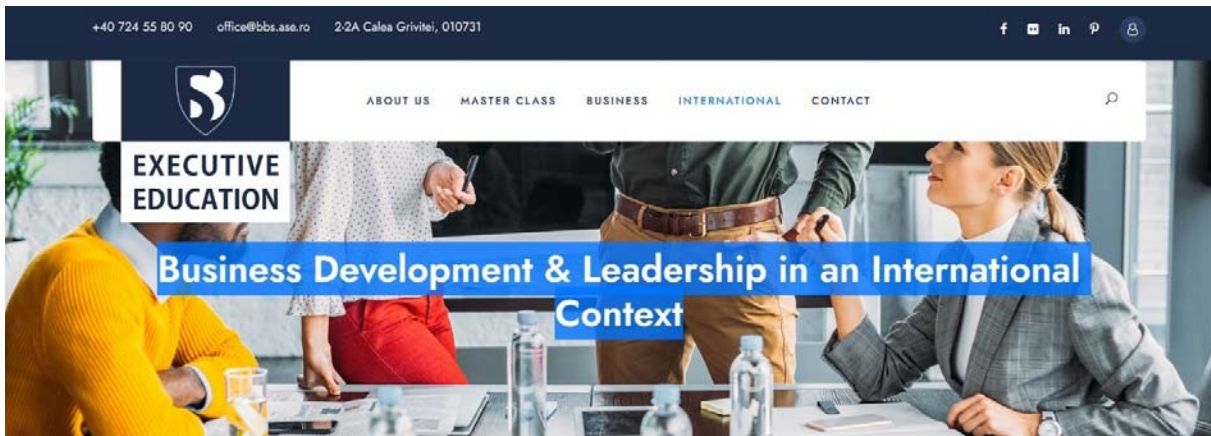 +40 724 55 80 90 office@bbs.ase.ro 2-2A Calea Grivitei, 010731
ABOUT US MASTER CLASS BUSINESS INTERNATIONAL CONTACT
EXECUTIVE
EDUCATION
Business Development & Leadership in an International
Context